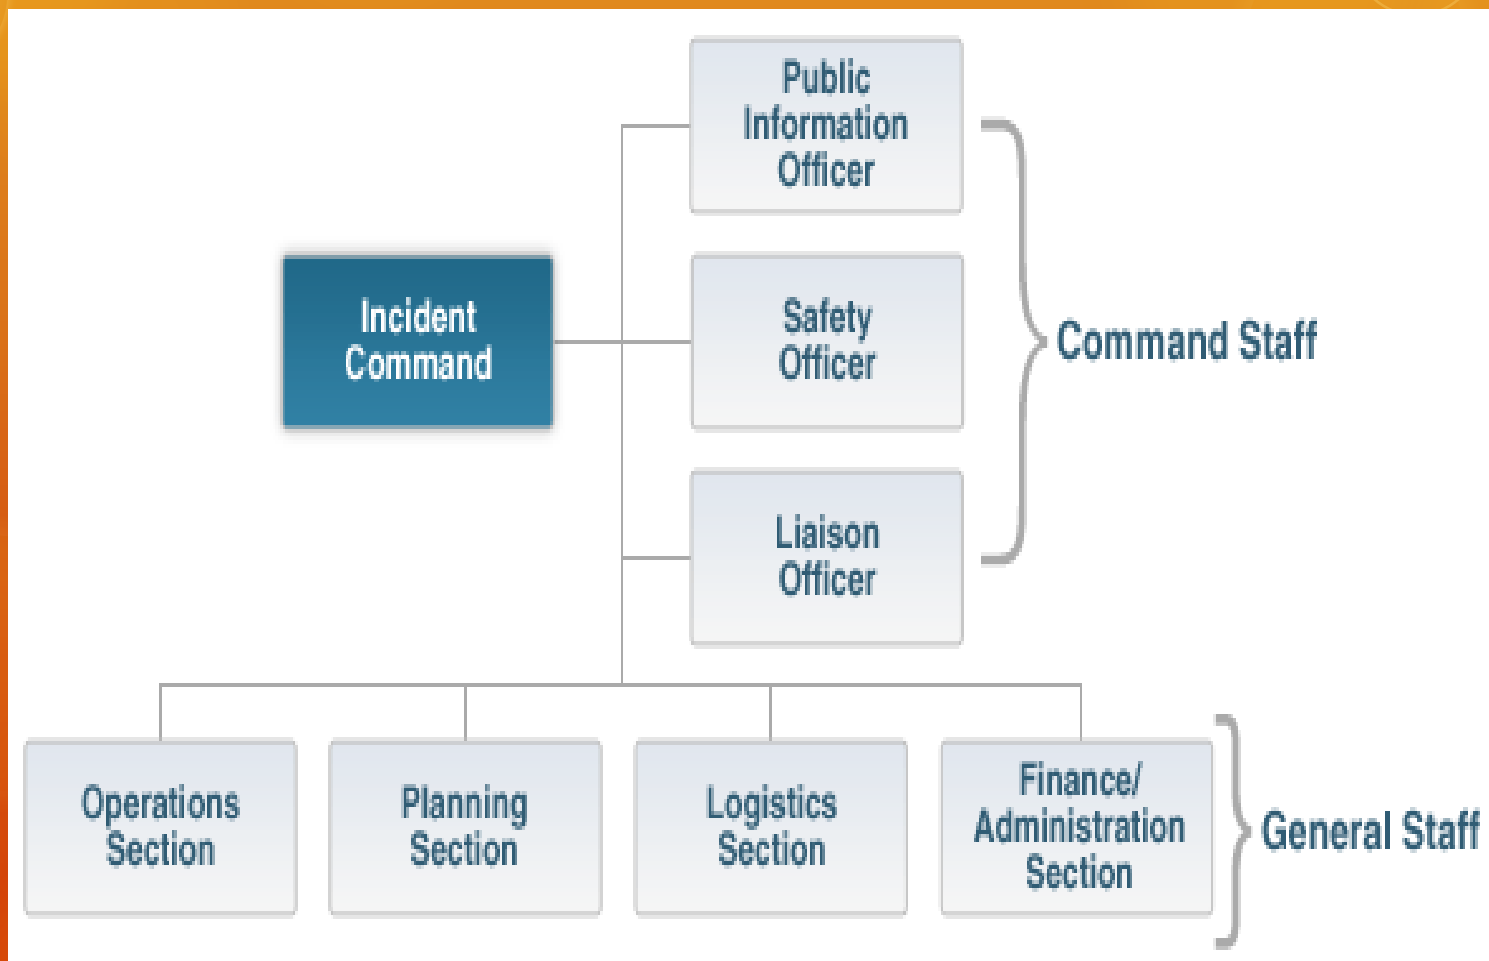 Public
Information
Officer
Incident
Command
Safety
Officer
Command Staff
Liaison
Officer
Operations
Section
Planning
Section
Logistics
Section
Finance/
Administration
Section
General Staff